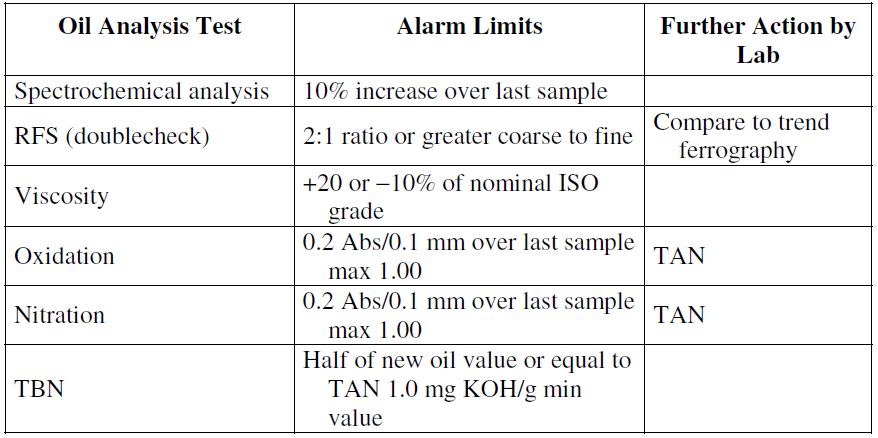 Oil Analysis Test
Alarm Limits
Further Action by
Lab
Spectrochemical analysis
10% increase over last sample
RFS (doublecheck)
2:1 ratio or greater coarse to fine
Compare to trend
ferrography
Viscosity
+20 or −10% of nominal ISO
grade
Oxidation
0.2 Abs/0.1 mm over last sample
max 1.00
TAN
Nitration
0.2 Abs/0.1 mm over last sample
max 1.00
TAN
TBN
Half of new oil value or equal to
TAN 1.0 mg KOH/g min
value